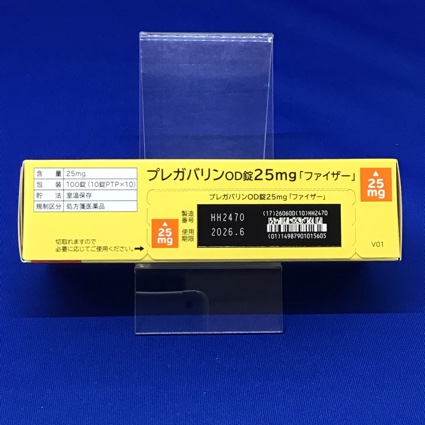 含 量 25mg
包 装 100錠 (10錠PTP×10)
貯 法 室温保存
規制区分 処方箋医薬品
プレガバリンOD錠25mg「ファイザー」
プレガバリンOD錠25mg「ファイザー」
製造番号 HH2470
使用期限 2026.6
(17)260600(10)HH2470
(01)14987901015605
25mg
25mg
切取れますので
必要に応じてご使用ください。
V01